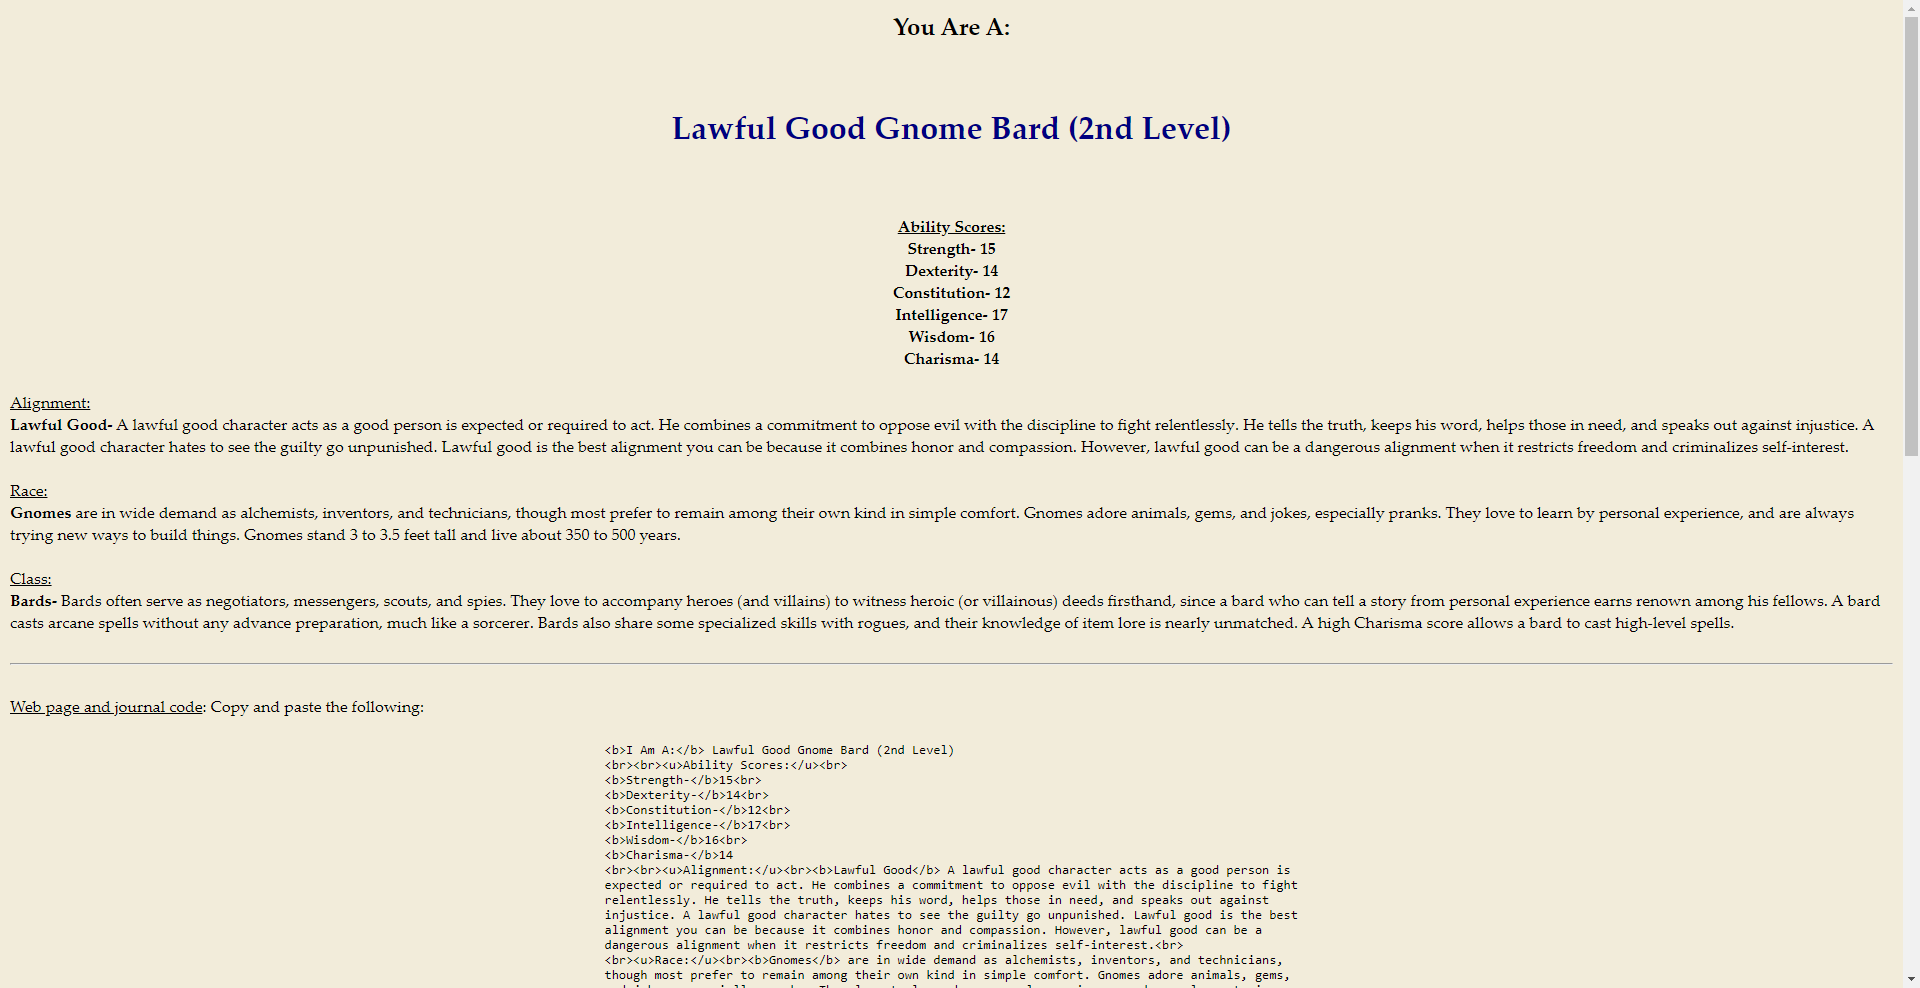 You Are A:
Lawful Good Gnome Bard (2nd Level)
Ability Scores:
Strength- 15
Dexterity- 14
Constitution- 12
Intelligence- 17
Wisdom- 16
Charisma- 14
Alignment:
Lawful Good- A lawful good character acts as a good person is expected or required to act. He combines a commitment to oppose evil with the discipline to fight relentlessly. He tells the truth, keeps his word, helps those in need, and speaks out against injustice. A
lawful good character hates to see the guilty go unpunished. Lawful good is the best alignment you can be because it combines honor and compassion. However, lawful good can be a dangerous alignment when it restricts freedom and criminalizes self-interest.
Race:
Gnomes are in wide demand as alchemists, inventors, and technicians, though most prefer to remain among their own kind in simple comfort. Gnomes adore animals, gems, and jokes, especially pranks. They love to learn by personal experience, and are always
trying new ways to build things. Gnomes stand 3 to 3.5 feet tall and live about 350 to 500 years.
Class:
Bards- Bards often serve as negotiators, messengers, scouts, and spies. They love to accompany heroes (and villains) to witness heroic (or villainous) deeds firsthand, since a bard who can tell a story from personal experience earns renown among his fellows. A bard
casts arcane spells without any advance preparation, much like a sorcerer. Bards also share some specialized skills with rogues, and their knowledge of item lore is nearly unmatched. A high Charisma score allows a bard to cast high-level spells.
Web page and journal code: Copy and paste the following:
<b>I Am A:</b> Lawful Good Gnome Bard (2nd Level)
<br><br><u>Ability Scores:</u><br>
<b>Strength-</b>15<br>
<b>Dexterity-</b>14<br>
<b>Constitution-</b>12<br>
<b>Intelligence-</b>17<br>
<b>Wisdom-</b>16<br>
<b>Charisma-</b>14
<br><br><u>Alignment:</u><br><b>Lawful Good</b> A lawful good character acts as a good person is
expected or required to act. He combines a commitment to oppose evil with the discipline to fight
relentlessly. He tells the truth, keeps his word, helps those in need, and speaks out against
injustice. A lawful good character hates to see the guilty go unpunished. Lawful good is the best
alignment you can be because it combines honor and compassion. However, lawful good can be a
dangerous alignment when it restricts freedom and criminalizes self-interest.<br>
<br><u>Race:</u><br><b>Gnomes</b> are in wide demand as alchemists, inventors, and technicians,
though most prefer to remain among their own kind in simple comfort. Gnomes adore animals, gems,